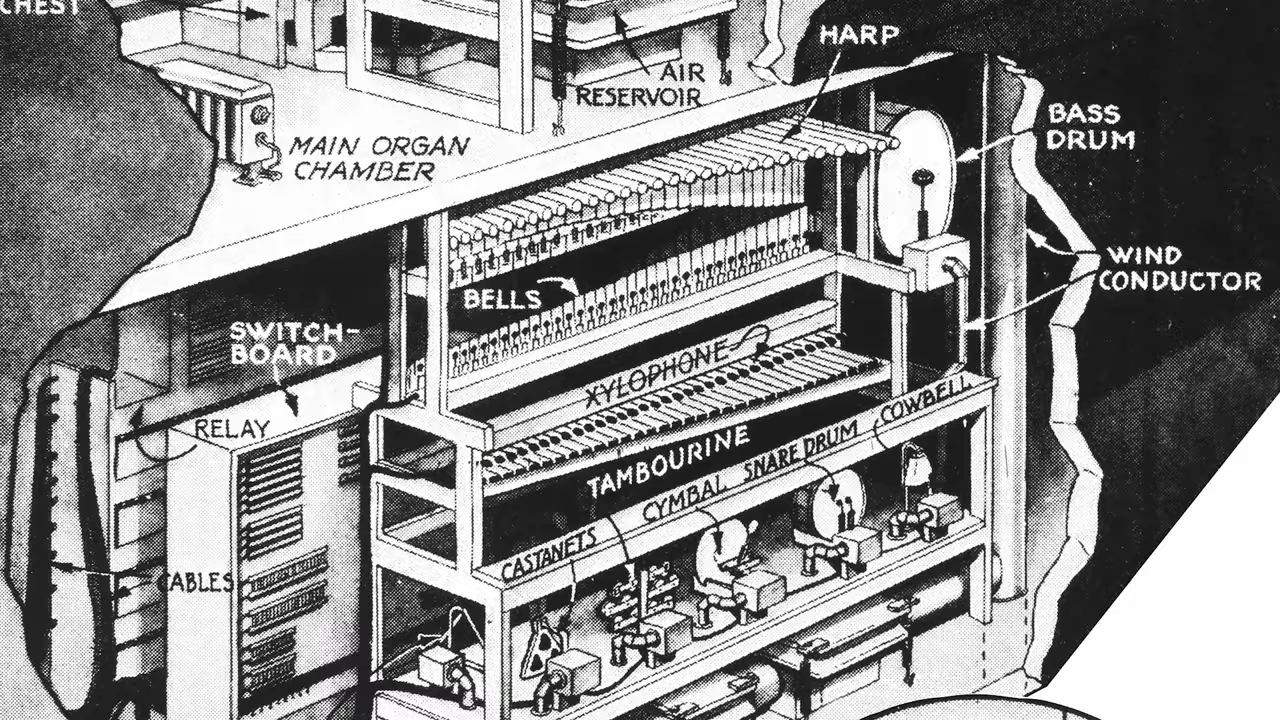 CHEST
HARP
AIR
RESERVOIR
BASS
DRUM
MAIN ORGAN
CHAMBER
WIND
CONDUCTOR
BELLS
SWITCH-
BOARD
XYLOPHONE
RELAY
COWBELL
TAMBOURINE
SNARE DRUM
CYMBAL
CASTANETS
CABLES